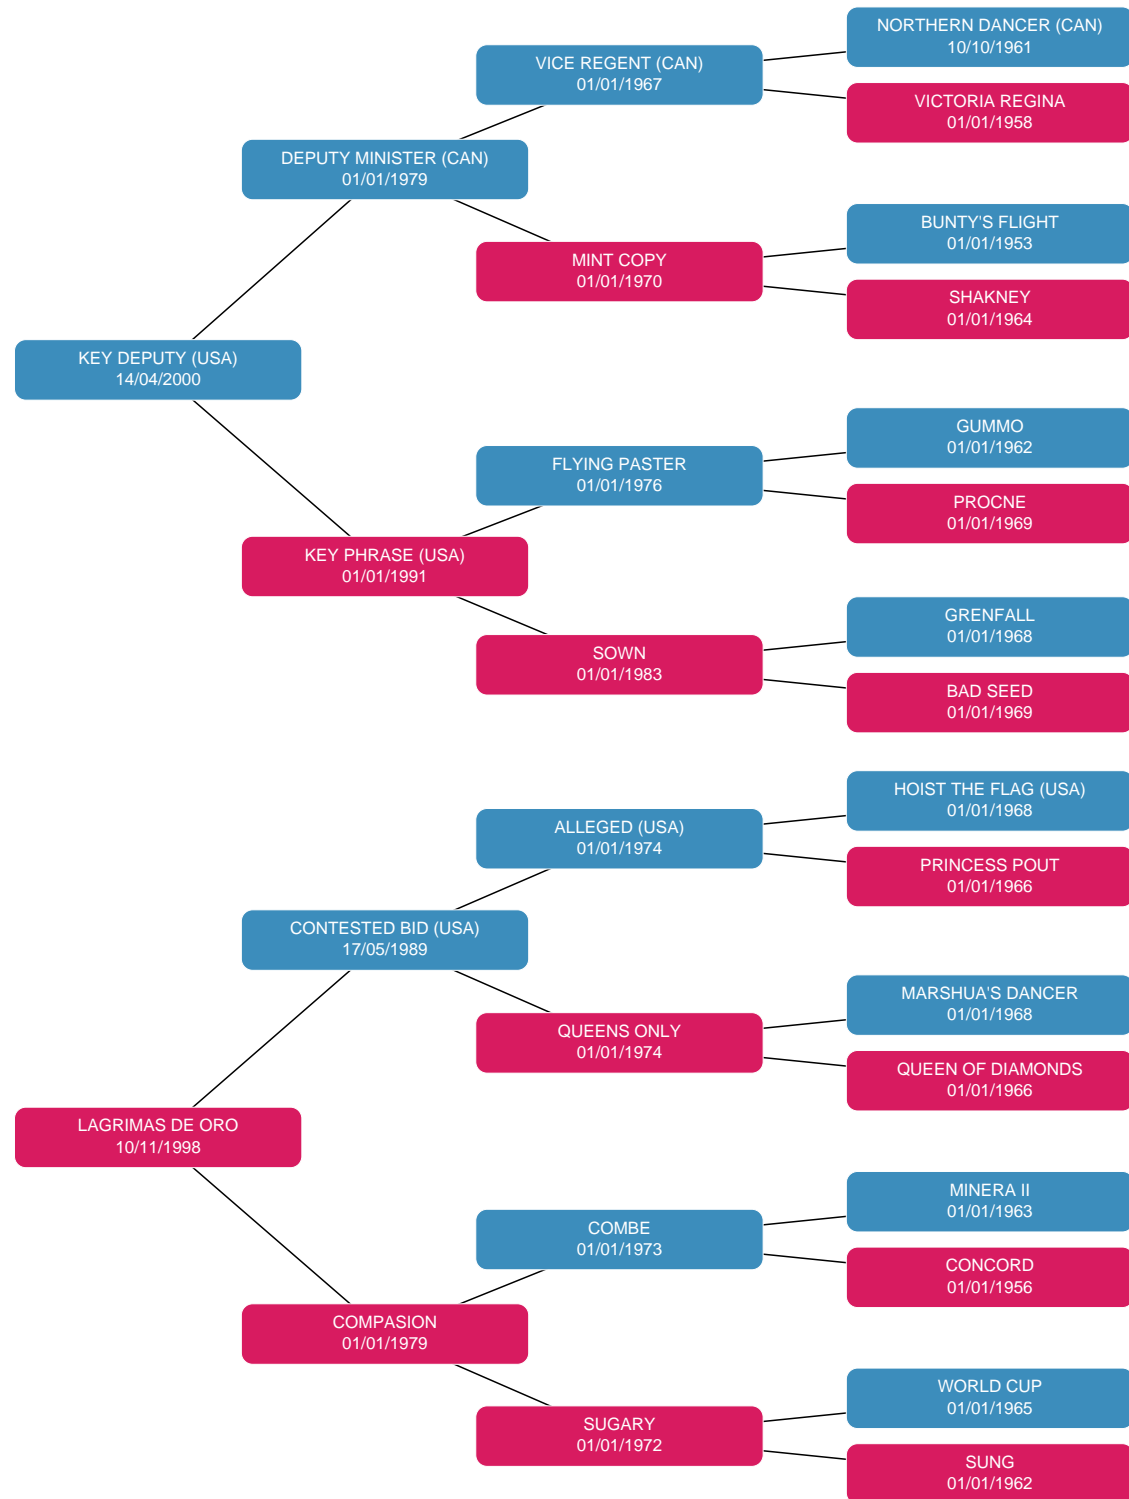 NORTHERN DANCER (CAN)
10/10/1961
VICE REGENT (CAN)
01/01/1967
VICTORIA REGINA
01/01/1958
DEPUTY MINISTER (CAN)
01/01/1979
BUNTY'S FLIGHT
01/01/1953
MINT COPY
01/01/1970
SHAKNEY
01/01/1964
KEY DEPUTY (USA)
14/04/2000
GUMMO
01/01/1962
FLYING PASTER
01/01/1976
PROCNE
01/01/1969
KEY PHRASE (USA)
01/01/1991
GRENFALL
01/01/1968
SOWN
01/01/1983
BAD SEED
01/01/1969
HOIST THE FLAG (USA)
01/01/1968
ALLEGED (USA)
01/01/1974
PRINCESS POUT
01/01/1966
CONTESTED BID (USA)
17/05/1989
MARSHUA'S DANCER
01/01/1968
QUEENS ONLY
01/01/1974
QUEEN OF DIAMONDS
01/01/1966
LAGRIMAS DE ORO
10/11/1998
MINERA II
01/01/1963
COMBE
01/01/1973
CONCORD
01/01/1956
COMPASION
01/01/1979
WORLD CUP
01/01/1965
SUGARY
01/01/1972
SUNG
01/01/1962